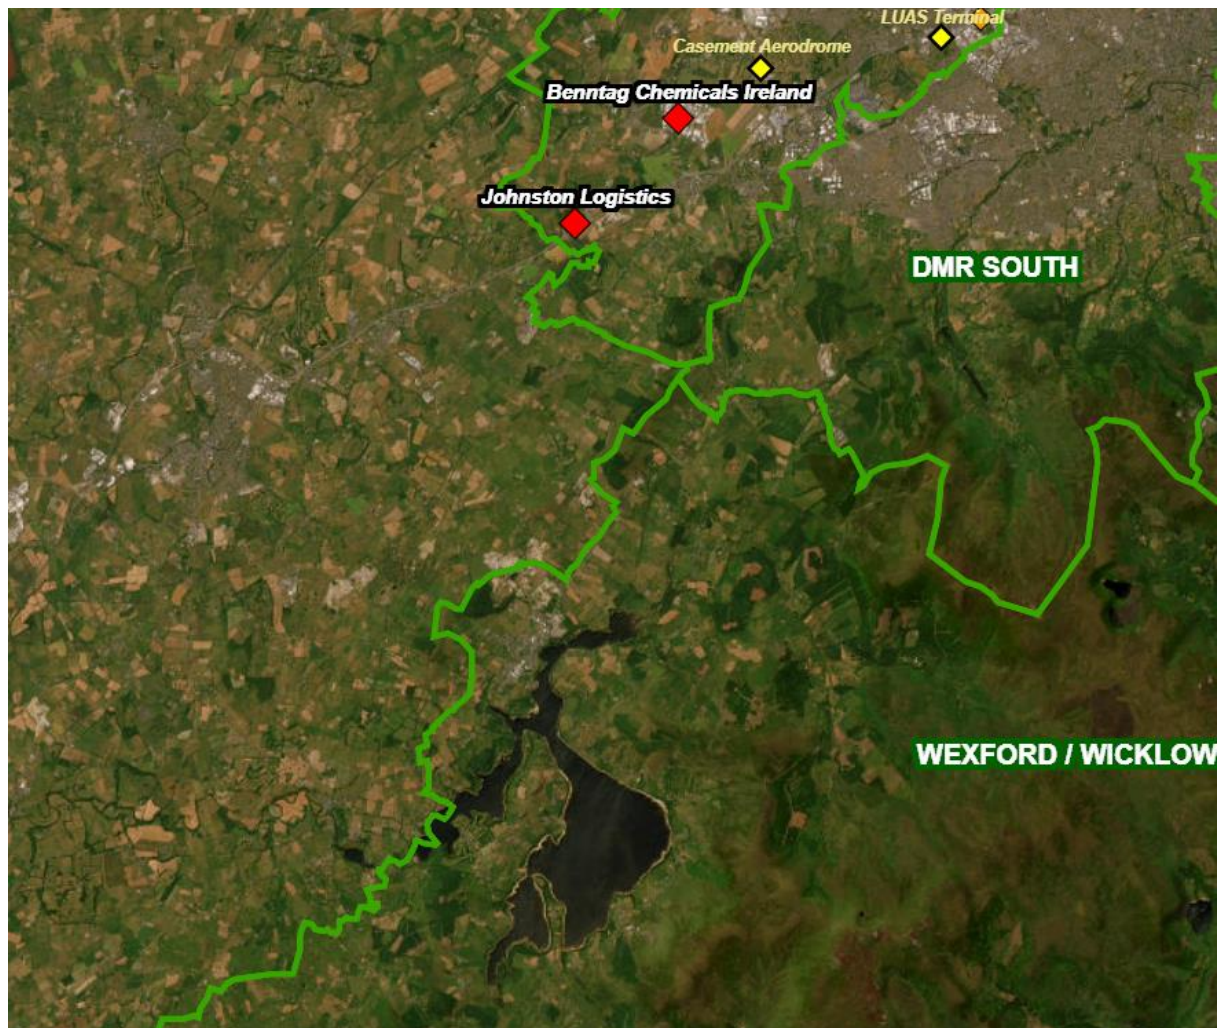 LUAS Terminal
Casement Aerodrome
Benntag Chemicals Ireland
Johnston Logistics
DMR SOUTH
WEXFORD / WICKLOW